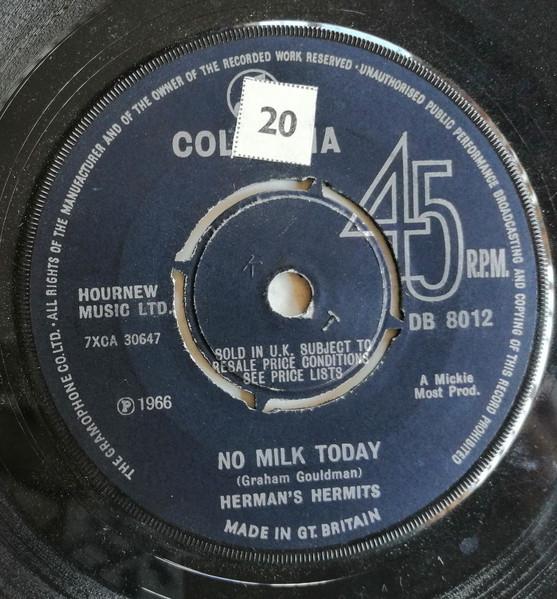 THE GRAMOPHONE CO. LTD. · ALL RIGHTS OF THE MANUFACTURER AND OF THE OWNER OF THE RECORDED WORK RESERVED · UNAUTHORISED PUBLIC PERFORMANCE BROADCASTING AND COPYING OF THIS RECORD PROHIBITED
20
COL IA
45
R.P.M.
HOURNEW
MUSIC LTD.
7XCA 30647
DB 8012
SOLD IN U.K. SUBJECT TO
RESALE PRICE CONDITIONS
SEE PRICE LISTS
A Mickie
Most Prod.
℗ 1966
NO MILK TODAY
(Graham Gouldman)
HERMAN'S HERMITS
MADE IN GT. BRITAIN